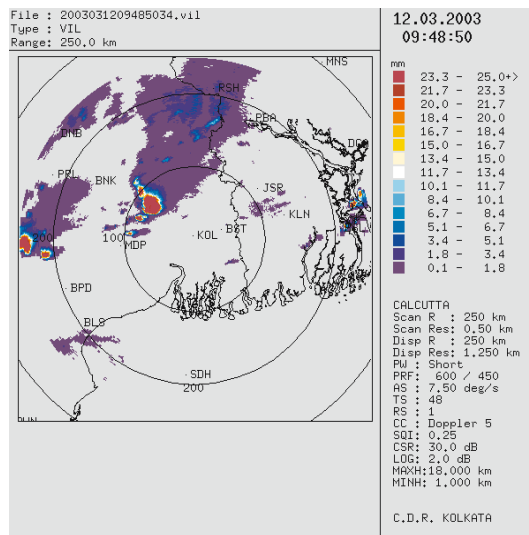 File : 2003031209485034.vil
Type : VIL
Range: 250.0 km
12.03.2003
09:48:50
mm
23.3 - 25.0+>
21.7 - 23.3
20.0 - 21.7
18.4 - 20.0
16.7 - 18.4
15.0 - 16.7
13.4 - 15.0
11.7 - 13.4
10.1 - 11.7
8.4 - 10.1
6.7 - 8.4
5.1 - 6.7
3.4 - 5.1
1.8 - 3.4
0.1 - 1.8
MNS
RSH
PBA
DNB
PRL
BNK
JSR
KLN
200
100
MDP
KOL
BST
BPD
BLS
SDH
200
CALCUTTA
Scan R : 250 km
Scan Res: 0.50 km
Disp R : 250 km
Disp Res: 1.250 km
PW : Short
PRF: 600 / 450
AS : 7.50 deg/s
TS : 48
RS : 1
CC : Doppler 5
SQI: 0.25
CSR: 30.0 dB
LOG: 2.0 dB
MAXH:18.000 km
MINH: 1.000 km
C.D.R. KOLKATA